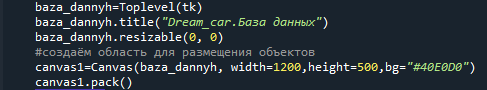 baza_dannyh=Toplevel(tk)
baza_dannyh.title("Dream_car.База данных")
baza_dannyh.resizable(0, 0)
#создаём область для размещения объектов
canvas1=Canvas(baza_dannyh, width=1200,height=500,bg="#40E0D0")
canvas1.pack()